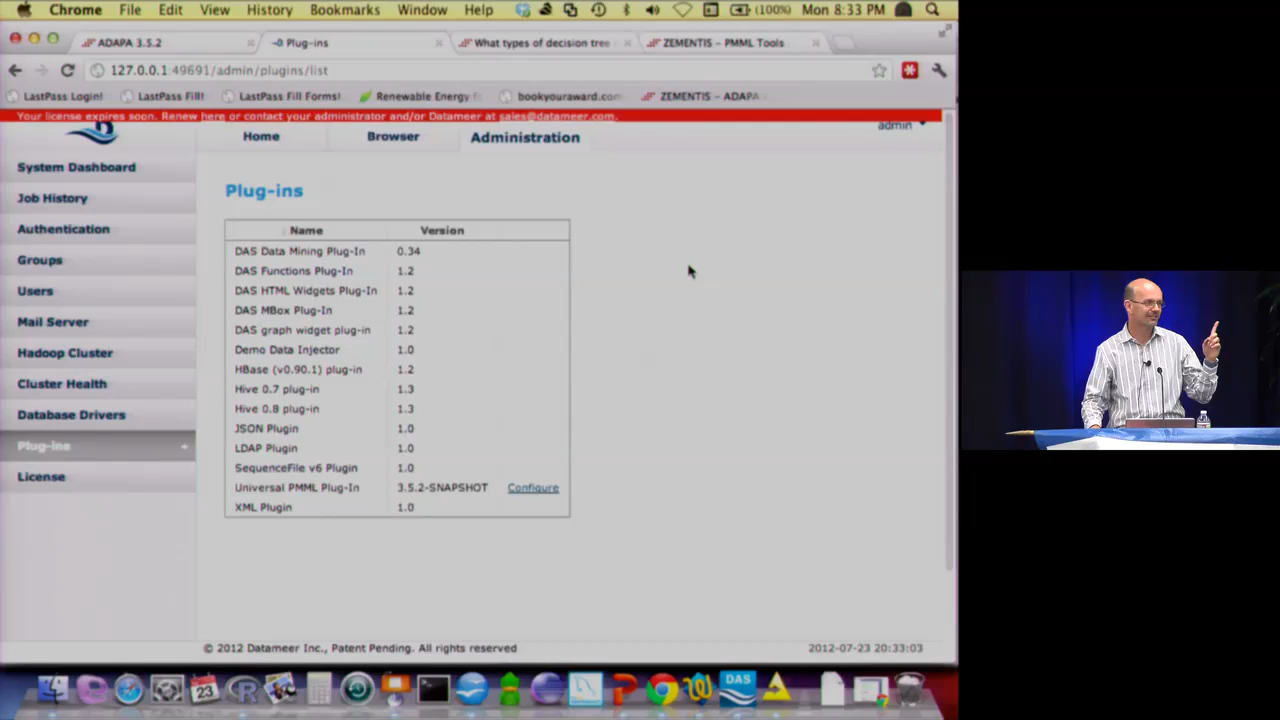 Chrome File Edit View History Bookmarks Window Help (100%) Mon 8:33 PM
ADAPA 3.5.2 Plug-ins What types of decision tree ZEMENTIS - PMML Tools
127.0.0.1:49691/admin/plugins/list
LastPass Login! LastPass Fill! LastPass Fill Forms! Renewable Energy bookyouraward.com ZEMENTIS - ADAPA
Your license expires soon. Renew here or contact your administrator and/or Datameer at sales@datameer.com.
admin
Home Browser Administration
System Dashboard
Job History
Authentication
Groups
Users
Mail Server
Hadoop Cluster
Cluster Health
Database Drivers
Plug-ins
License
Plug-ins
Name Version
DAS Data Mining Plug-In 0.34
DAS Functions Plug-In 1.2
DAS HTML Widgets Plug-In 1.2
DAS MBox Plug-In 1.2
DAS graph widget plug-in 1.2
Demo Data Injector 1.0
HBase (v0.90.1) plug-in 1.2
Hive 0.7 plug-in 1.3
Hive 0.8 plug-in 1.3
JSON Plugin 1.0
LDAP Plugin 1.0
SequenceFile v6 Plugin 1.0
Universal PMML Plug-In 3.5.2-SNAPSHOT Configure
XML Plugin 1.0
© 2012 Datameer Inc., Patent Pending. All rights reserved 2012-07-23 20:33:03
23
DAS